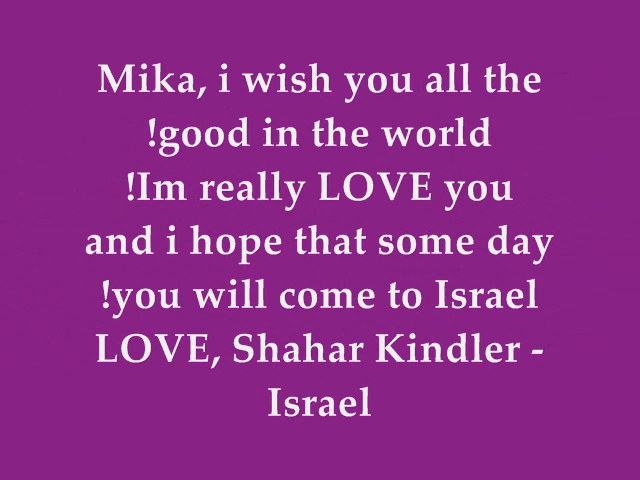 Mika, i wish you all the
!good in the world
!Im really LOVE you
and i hope that some day
!you will come to Israel
LOVE, Shahar Kindler -
Israel